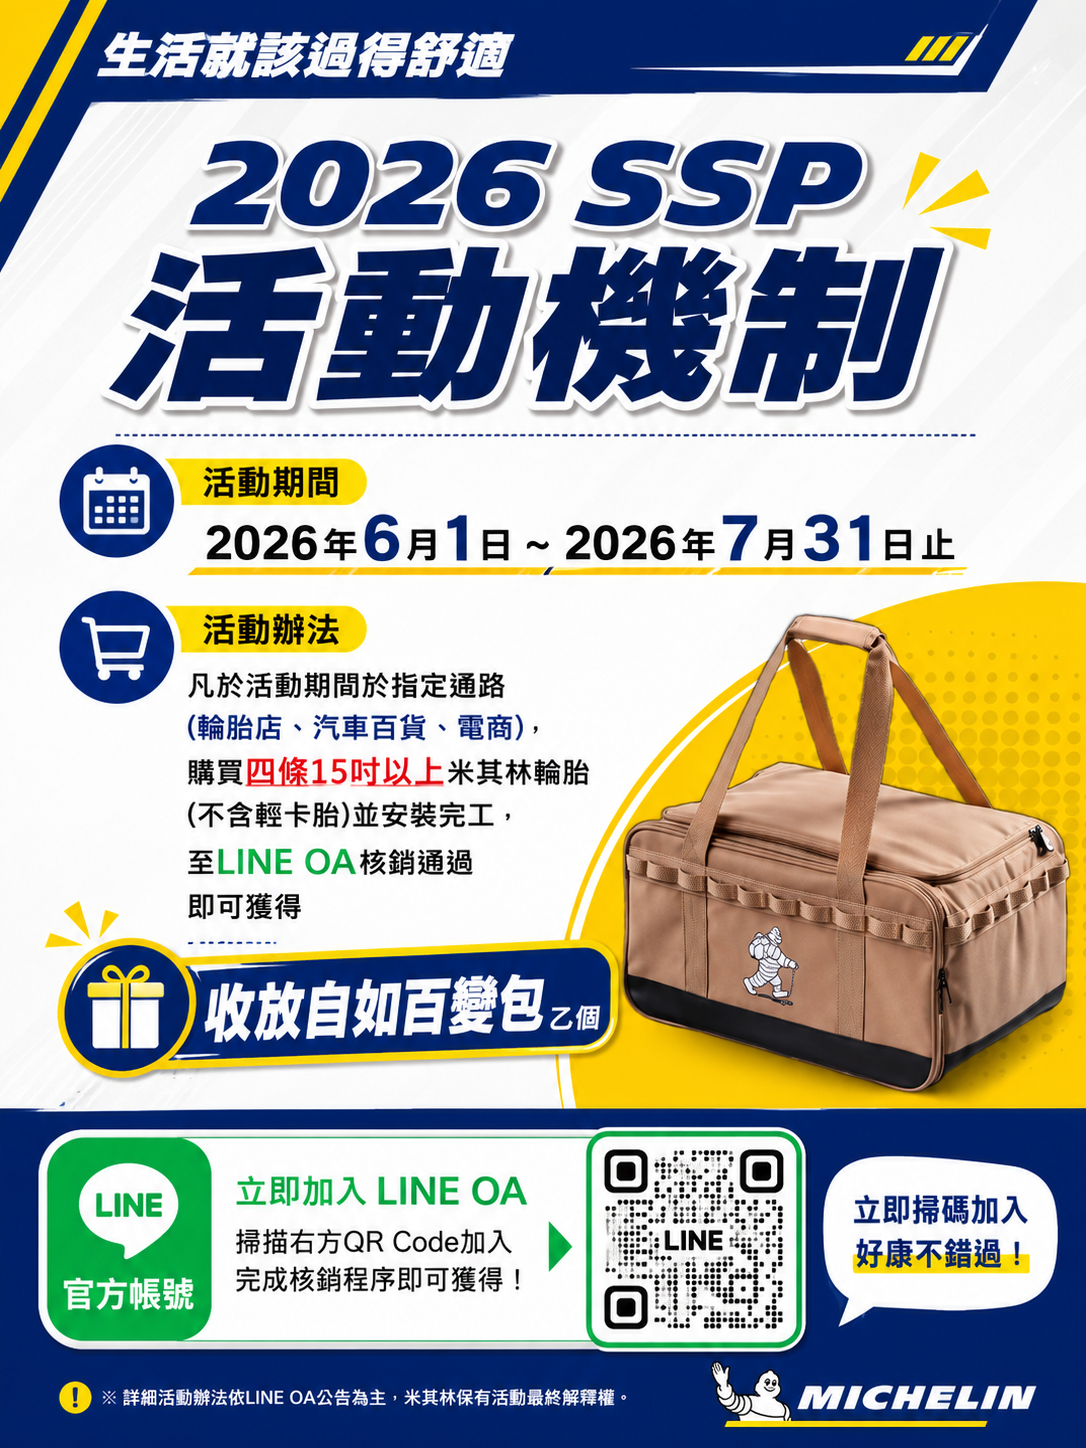 生活就該過得舒適
2026 SSP
活動機制
活動期間
2026年6月1日 ~ 2026年7月31日止
活動辦法
凡於活動期間於指定通路
(輪胎店、汽車百貨、電商)，
購買四條15吋以上米其林輪胎
(不含輕卡胎)並安裝完工，
至LINE OA核銷通過
即可獲得
收放自如百變包乙個
LINE
官方帳號
立即加入 LINE OA
掃描右方QR Code加入
完成核銷程序即可獲得！
LINE
立即掃碼加入
好康不錯過！
! ※ 詳細活動辦法依LINE OA公告為主，米其林保有活動最終解釋權。
MICHELIN